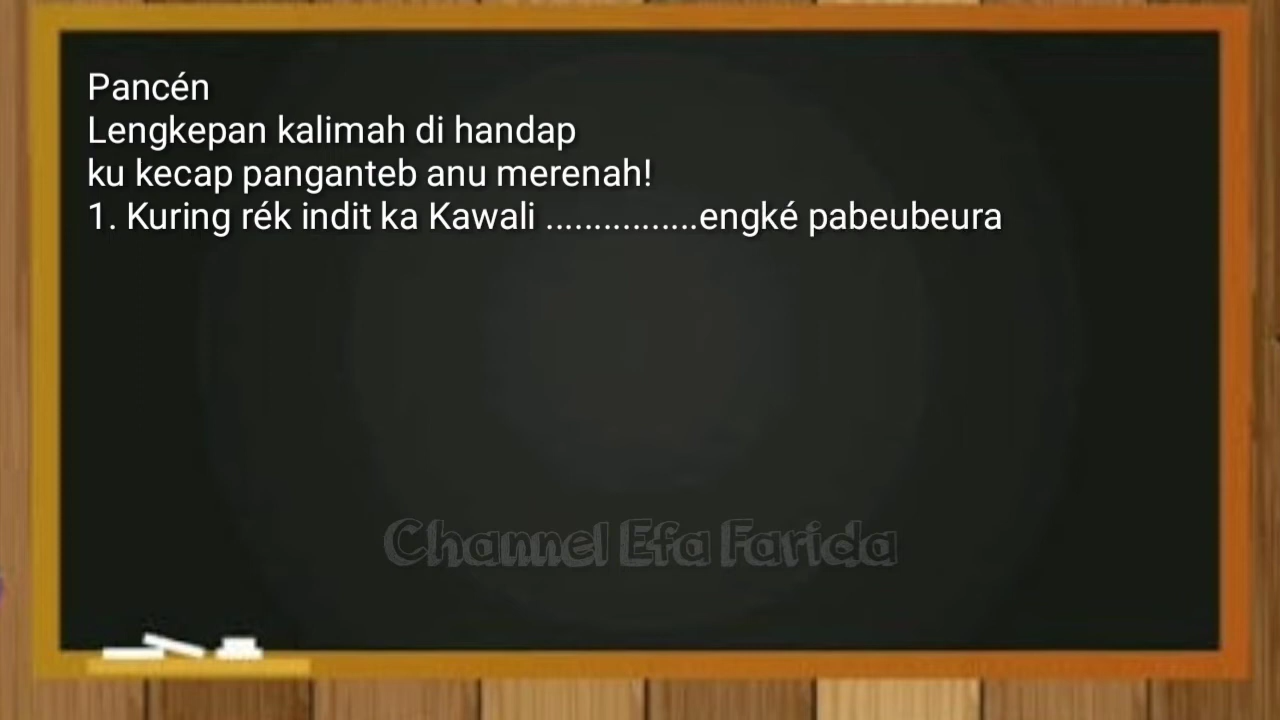 Pancén
Lengkepan kalimah di handap
ku kecap panganteb anu merenah!
1. Kuring rék indit ka Kawali ................engké pabeubeura
Channel Efa Farida